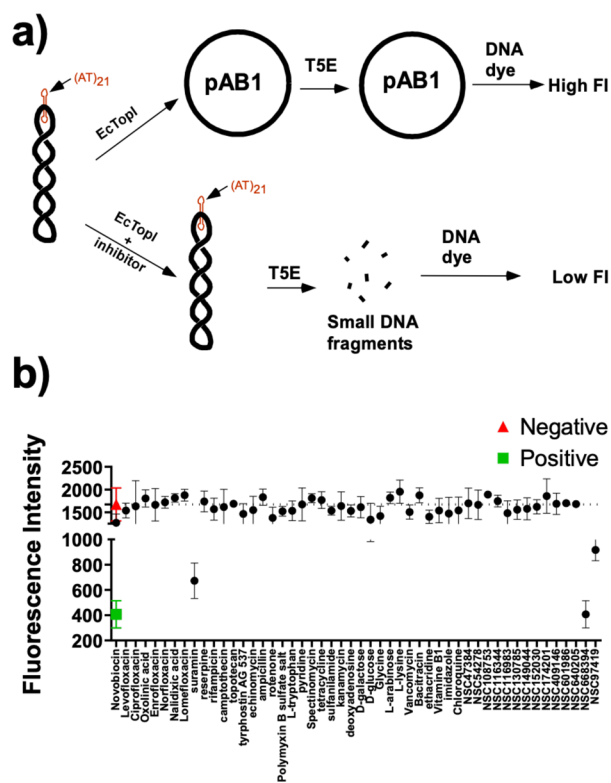 a)
(AT)21
EcTopI
pAB1
T5E
pAB1
DNA
dye
High FI
EcTopI
+
inhibitor
(AT)21
T5E
Small DNA
fragments
DNA
dye
Low FI
b)
Negative
Positive
Fluorescence Intensity
2500
2000
1500
1000
800
600
400
200
Novobiocin
Levofloxacin
Ciprofloxacin
Oxolinic acid
Enrofloxacin
Norfloxacin
Nalidixic acid
Lomefloxacin
suramin
reserpine
rifampicin
camptothecin
topotecan
tyrphostin AG 537
echinomycin
ampicillin
rofenone
Polymyxin B sulfate salt
L-tryptophan
pyridine
Spectinomycin
tetracycline
sulfanilamide
kanamycin
deoxyadenosine
D-galactose
D-glucose
Glycine
L-arabinose
L-lysine
Vancomycin
Bacitracin
ethacridine
Vitamine B1
imidazole
Chloroquine
NSC47384
NSC64278
NSC108753
NSC116344
NSC116983
NSC130785
NSC149044
NSC152030
NSC174201
NSC409146
NSC601986
NSC640205
NSC668394
NSC97419